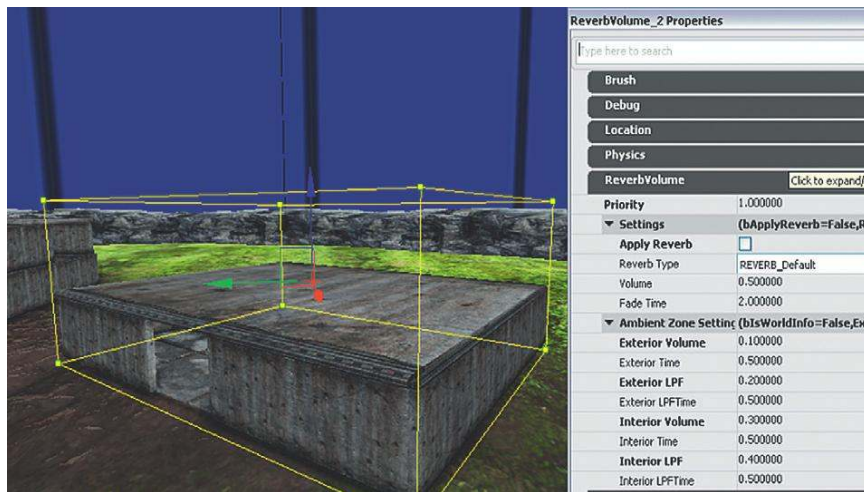 ReverbVolume_2 Properties
Type here to search
Brush
Debug
Location
Physics
ReverbVolume Click to expand/
Priority 1.000000
Settings (bApplyReverb=False,R
Apply Reverb
Reverb Type REVERB_Default
Volume 0.500000
Fade Time 2.000000
Ambient Zone Setting (bIsWorldInfo=False,Ex
Exterior Volume 0.100000
Exterior Time 0.500000
Exterior LPF 0.200000
Exterior LPFTime 0.500000
Interior Volume 0.300000
Interior Time 0.500000
Interior LPF 0.400000
Interior LPFTime 0.500000